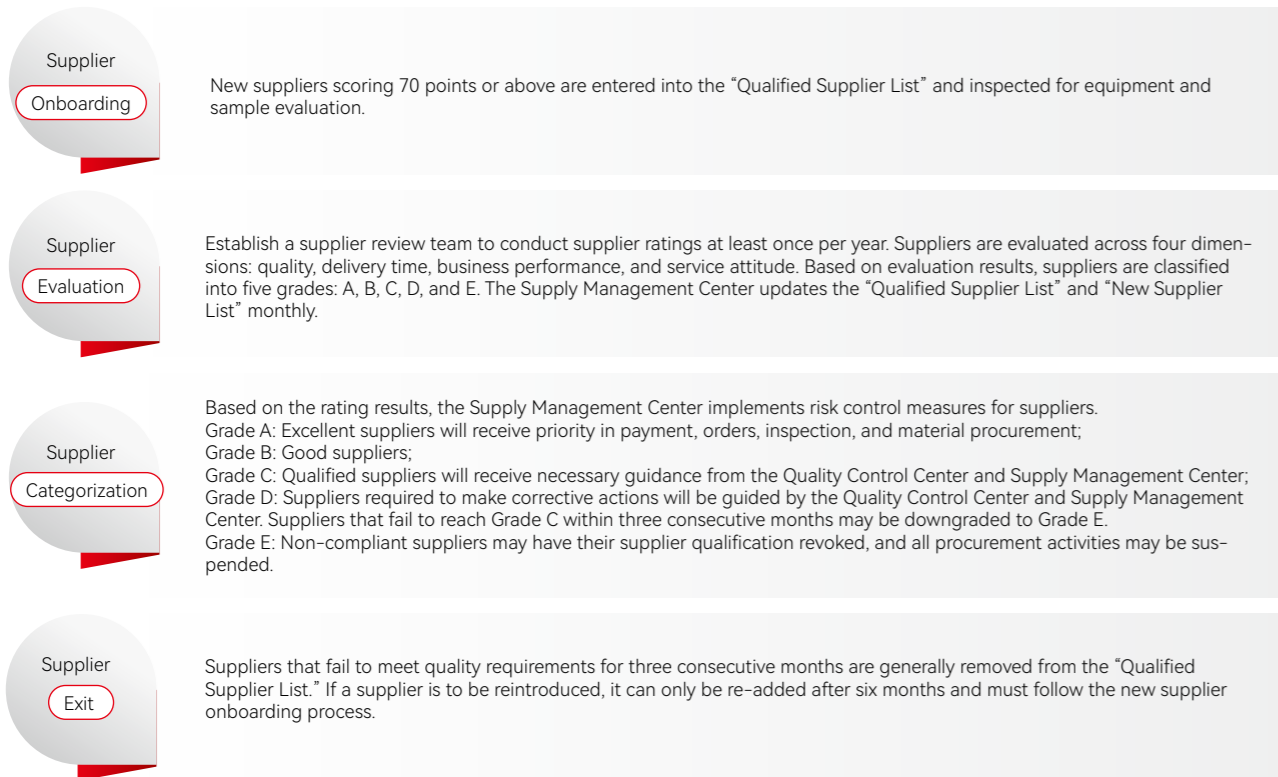 Supplier
Onboarding
New suppliers scoring 70 points or above are entered into the “Qualified Supplier List” and inspected for equipment and
sample evaluation.
Supplier
Evaluation
Establish a supplier review team to conduct supplier ratings at least once per year. Suppliers are evaluated across four dimen-
sions: quality, delivery time, business performance, and service attitude. Based on evaluation results, suppliers are classified
into five grades: A, B, C, D, and E. The Supply Management Center updates the “Qualified Supplier List” and “New Supplier
List” monthly.
Supplier
Categorization
Based on the rating results, the Supply Management Center implements risk control measures for suppliers.
Grade A: Excellent suppliers will receive priority in payment, orders, inspection, and material procurement;
Grade B: Good suppliers;
Grade C: Qualified suppliers will receive necessary guidance from the Quality Control Center and Supply Management Center;
Grade D: Suppliers required to make corrective actions will be guided by the Quality Control Center and Supply Management
Center. Suppliers that fail to reach Grade C within three consecutive months may be downgraded to Grade E.
Grade E: Non-compliant suppliers may have their supplier qualification revoked, and all procurement activities may be sus-
pended.
Supplier
Exit
Suppliers that fail to meet quality requirements for three consecutive months are generally removed from the “Qualified
Supplier List.” If a supplier is to be reintroduced, it can only be re-added after six months and must follow the new supplier
onboarding process.